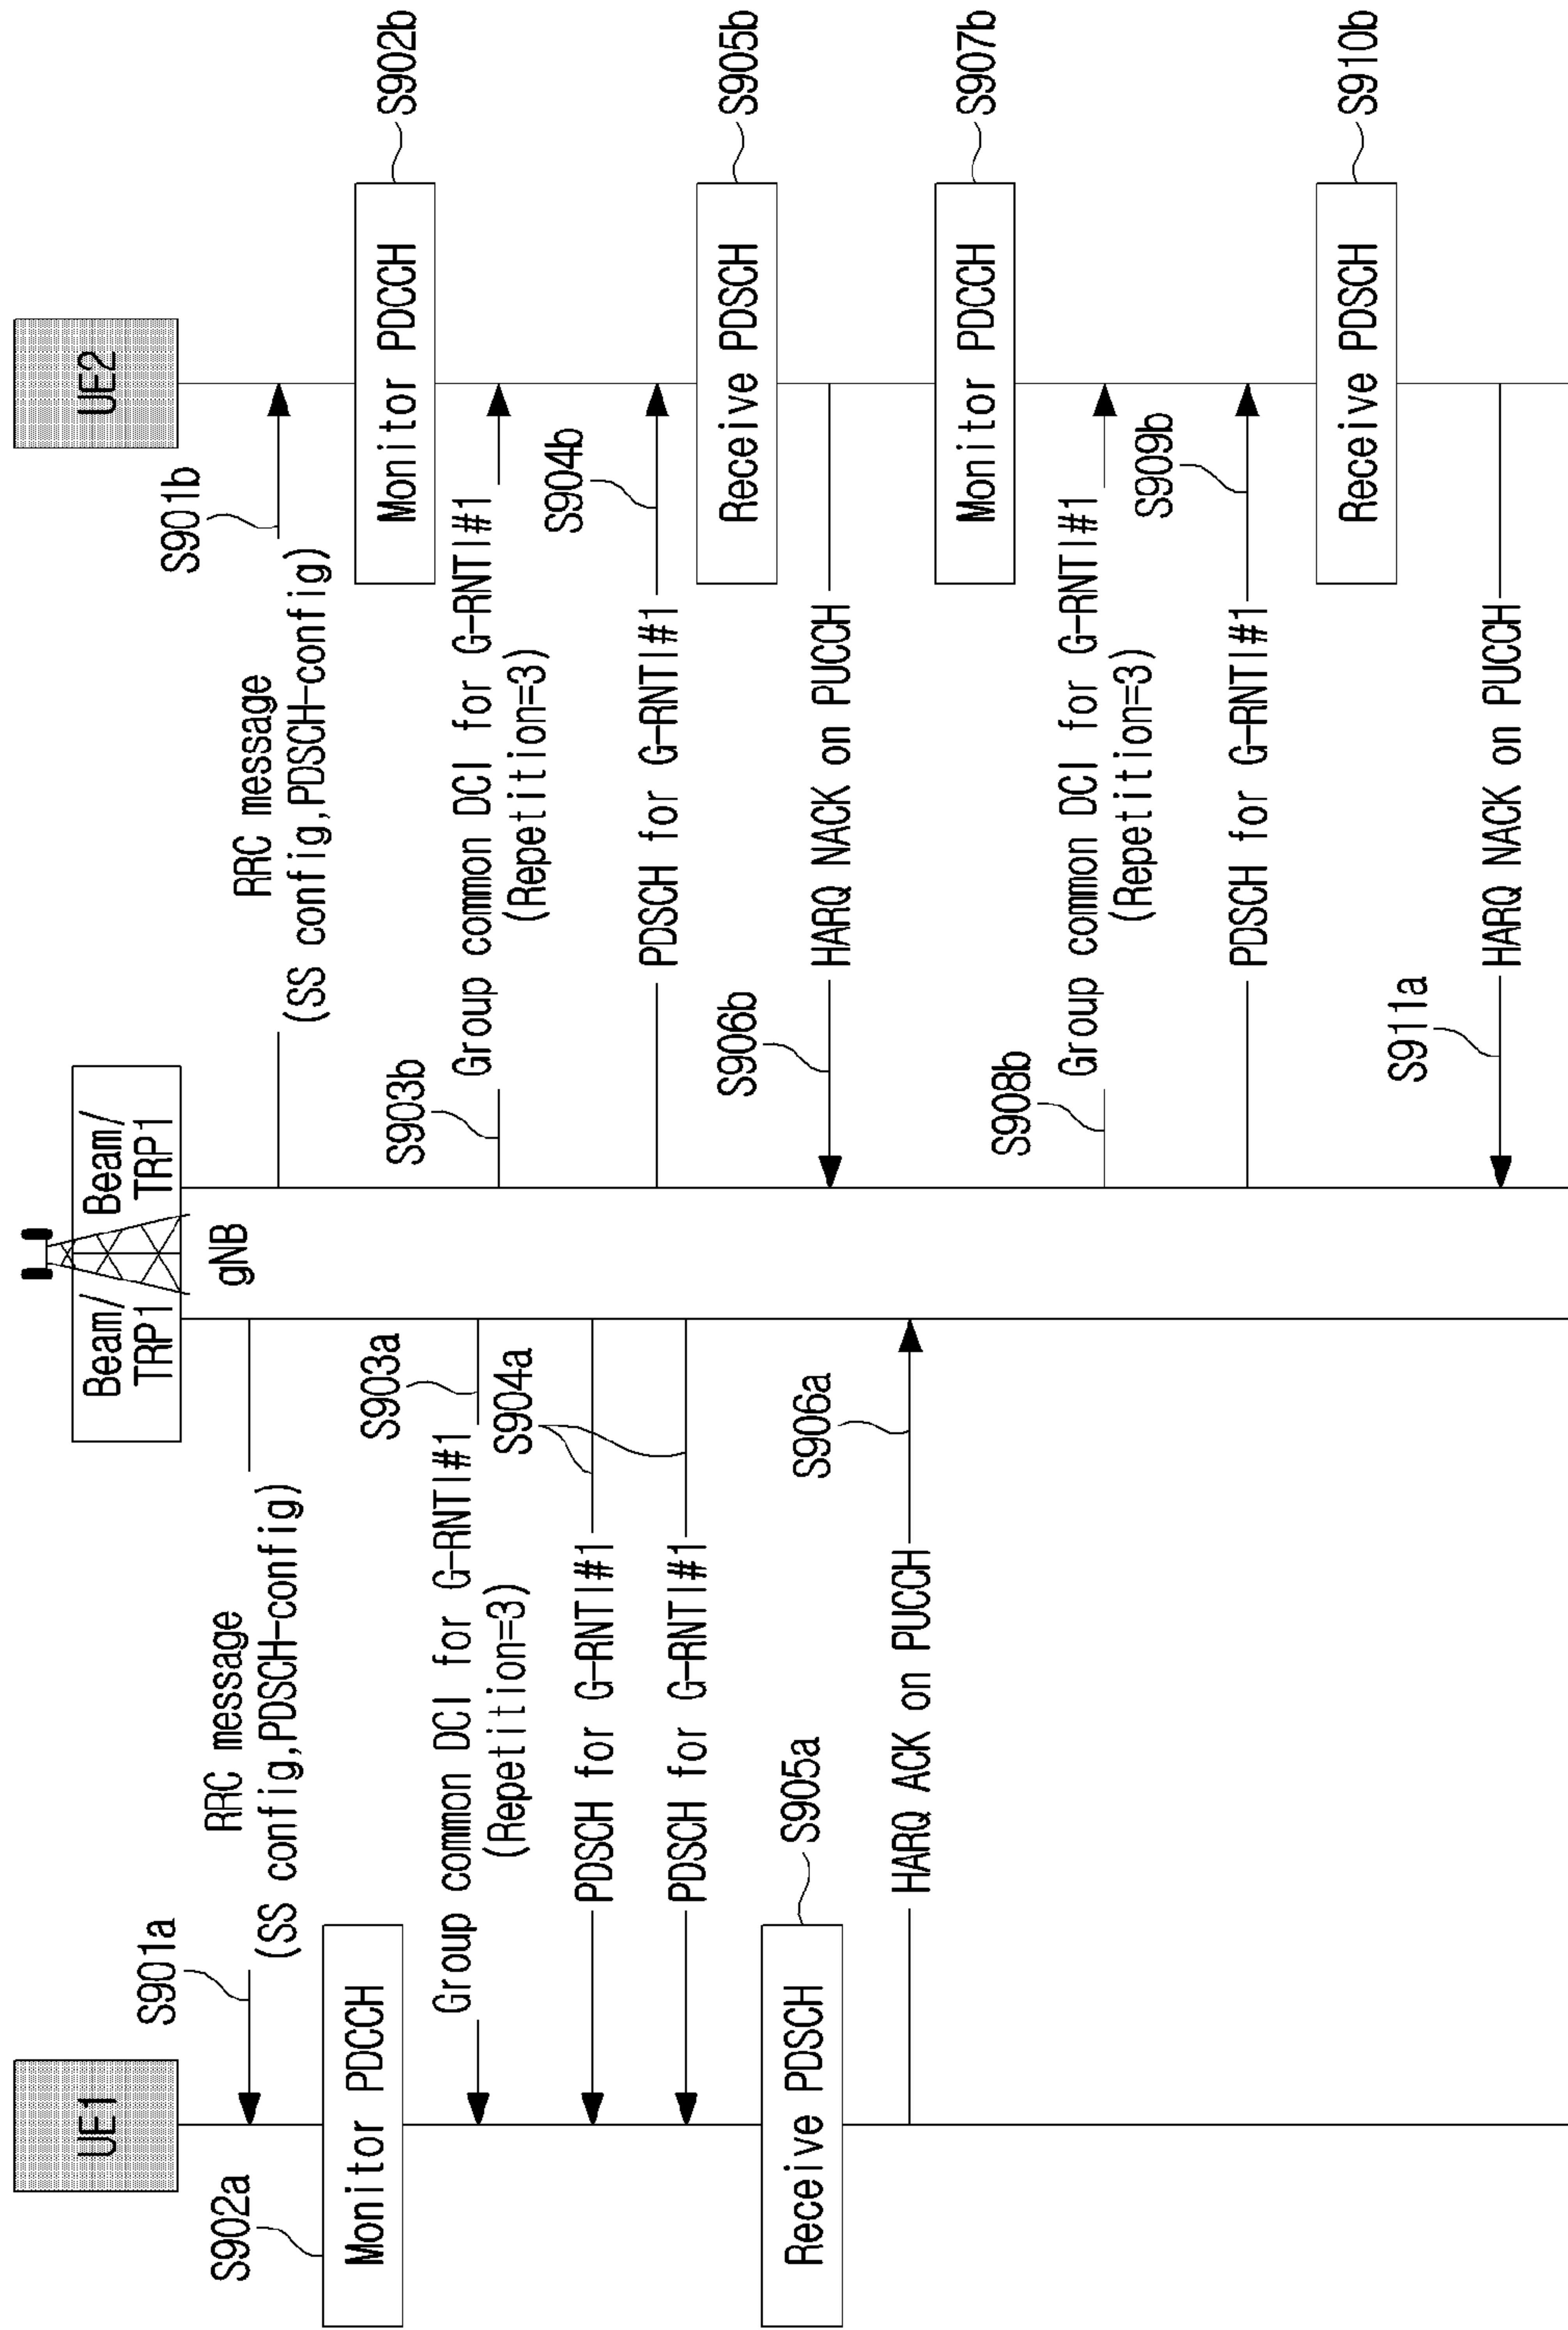 UE1
Beam/
TRP1
Beam/
TRP1
gNB
UE2
S901a
RRC message
(SS config,PDSCH-config)
RRC message
(SS config,PDSCH-config)
S901b
S902a
Monitor PDCCH
Monitor PDCCH
S902b
Group common DCI for G-RNTI#1
(Repetition=3)
S903a
S903b
Group common DCI for G-RNTI#1
(Repetition=3)
PDSCH for G-RNTI#1
S904a
PDSCH for G-RNTI#1
PDSCH for G-RNTI#1
S904b
Receive PDSCH
S905a
Receive PDSCH
S905b
HARQ ACK on PUCCH
S906a
S906b
HARQ NACK on PUCCH
Monitor PDCCH
S907b
S908b
Group common DCI for G-RNTI#1
(Repetition=3)
PDSCH for G-RNTI#1
S909b
Receive PDSCH
S910b
S911a
HARQ NACK on PUCCH